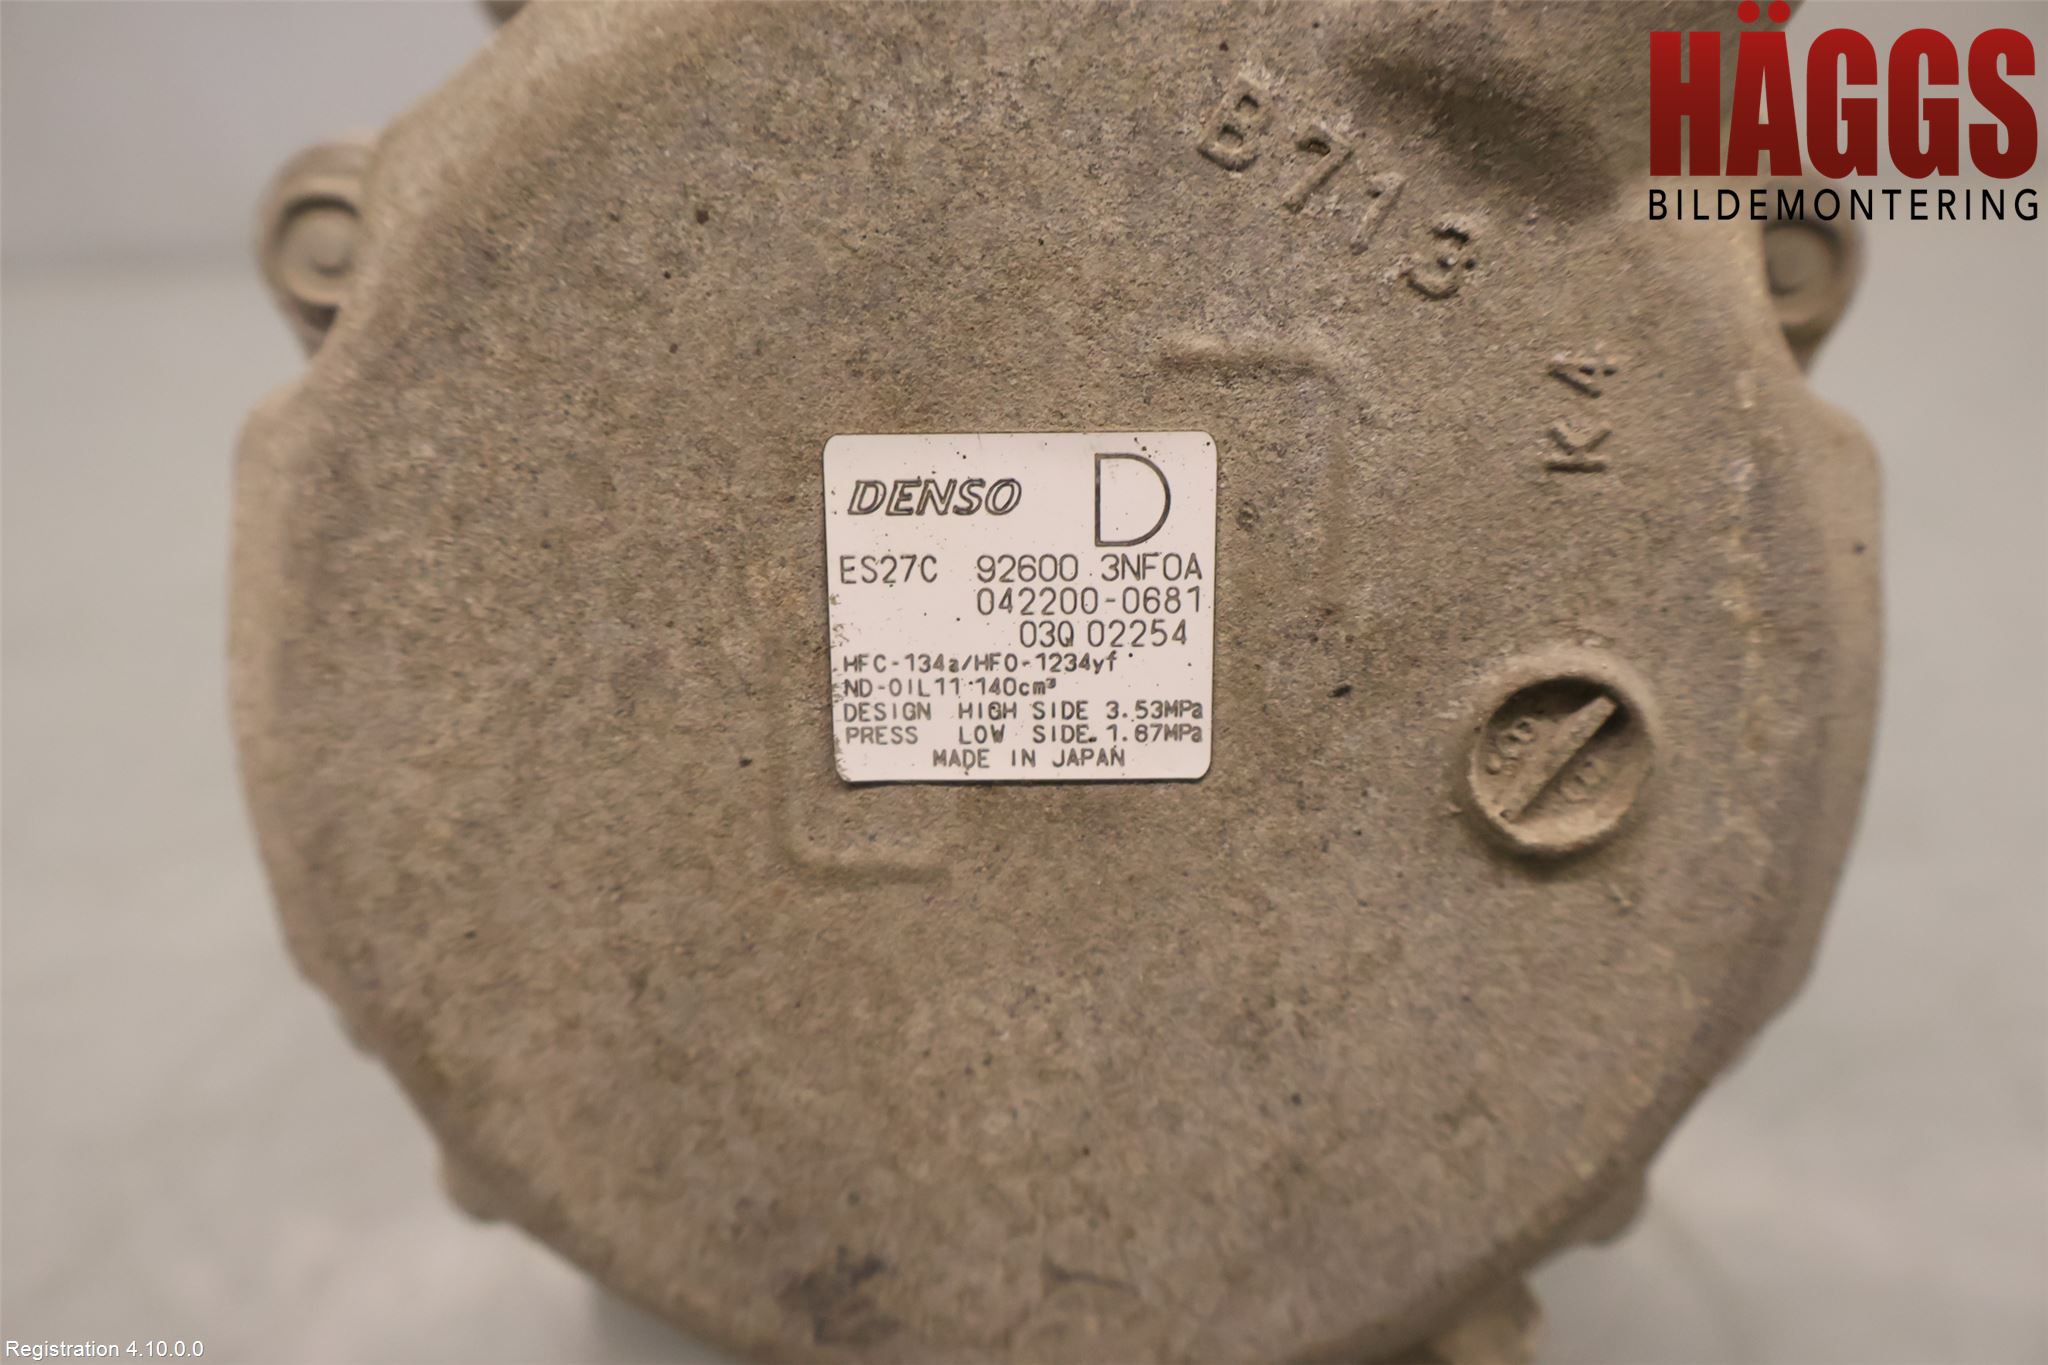 HÄGGS
BILDEMONTERING
B713
KA
DENSO D
ES27C 92600 3NF0A
042200-0681
03Q 02254
HFC-134a/HFO-1234yf
ND-OIL11 140cm³
DESIGN HIGH SIDE 3.53MPa
PRESS LOW SIDE 1.67MPa
MADE IN JAPAN
Registration 4.10.0.0